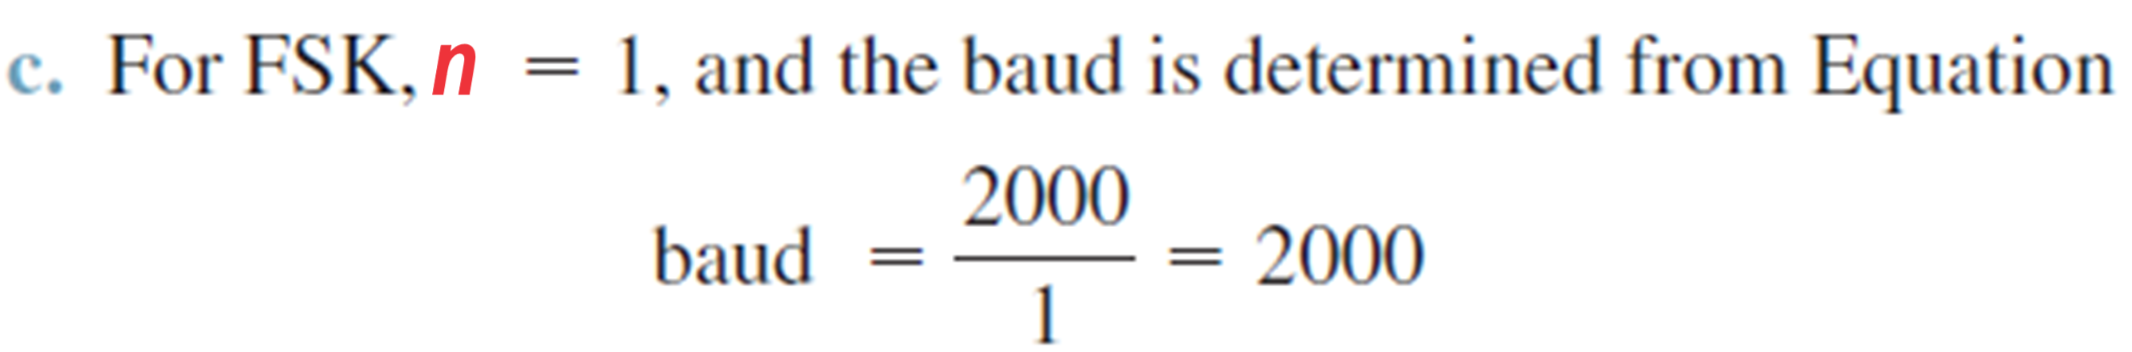 c. For FSK, n = 1, and the baud is determined from Equation
baud = 2000/1 = 2000